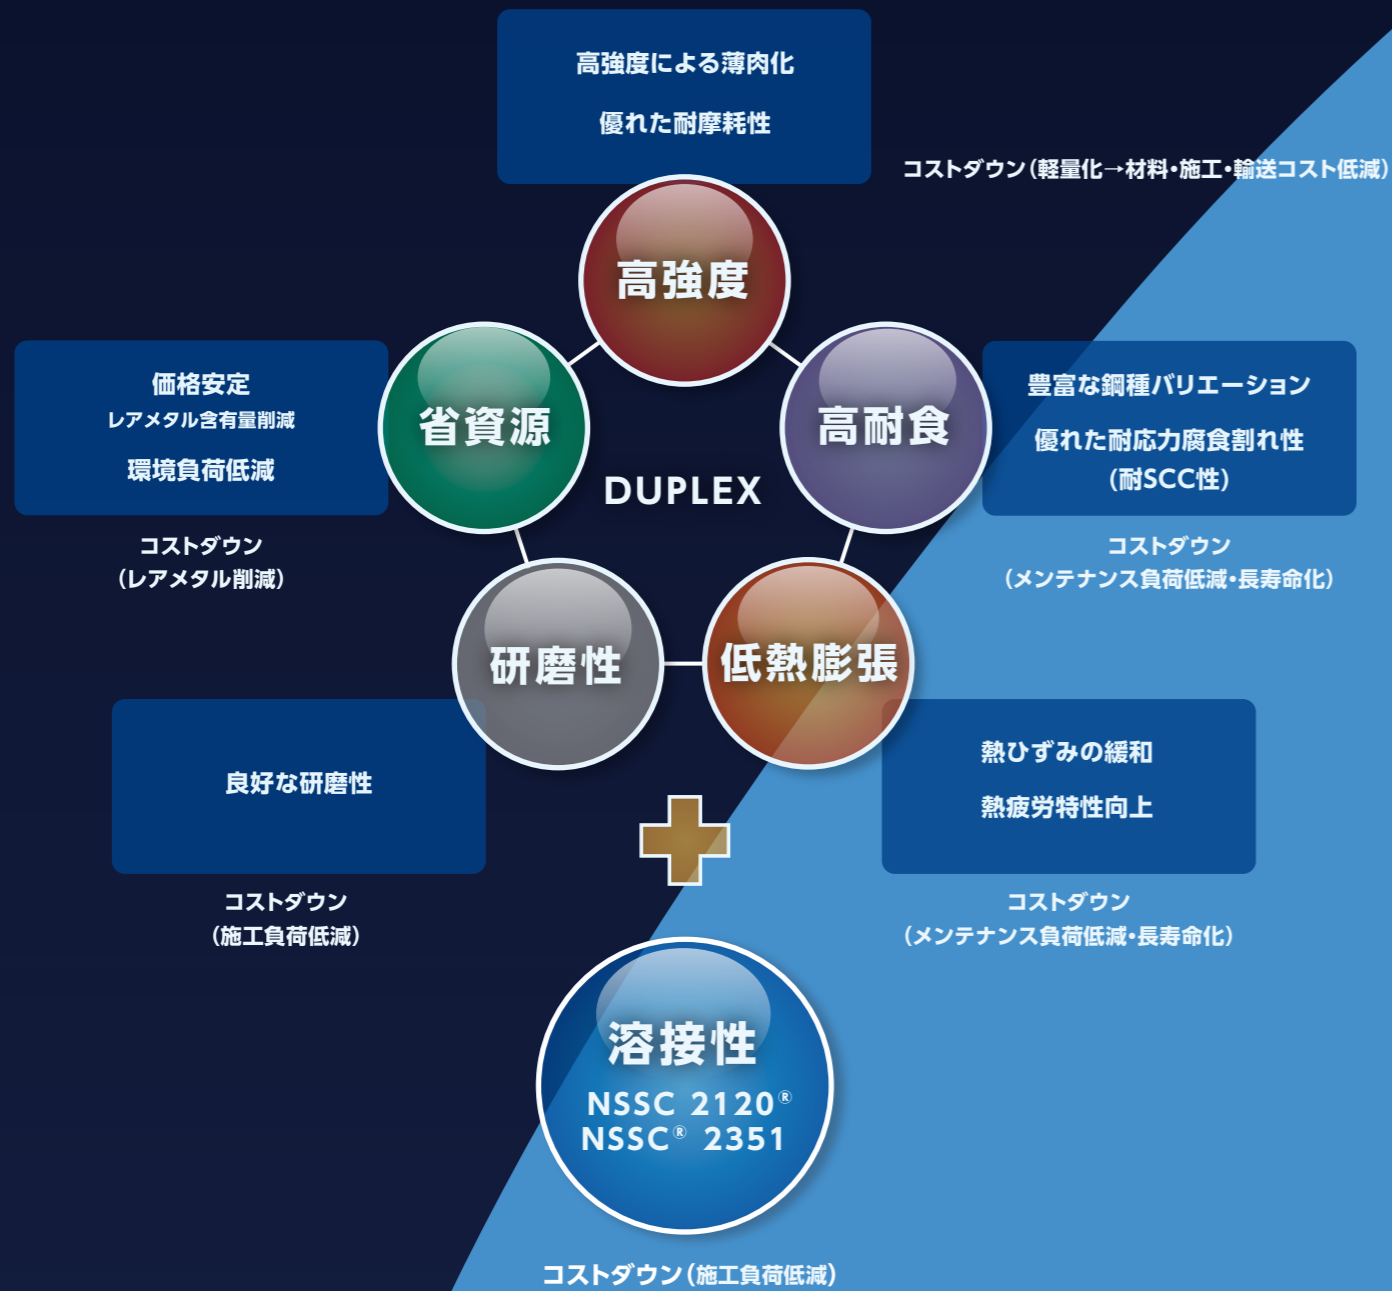 高強度による薄肉化
優れた耐摩耗性
コストダウン（軽量化→材料・施工・輸送コスト低減）
高強度
価格安定
レアメタル含有量削減
環境負荷低減
コストダウン
（レアメタル削減）
省資源
DUPLEX
高耐食
豊富な鋼種バリエーション
優れた耐応力腐食割れ性
(耐SCC性)
コストダウン
（メンテナンス負荷低減・長寿命化）
研磨性
良好な研磨性
コストダウン
（施工負荷低減）
低熱膨張
熱ひずみの緩和
熱疲労特性向上
コストダウン
（メンテナンス負荷低減・長寿命化）
溶接性
NSSC 2120®
NSSC® 2351
コストダウン（施工負荷低減）